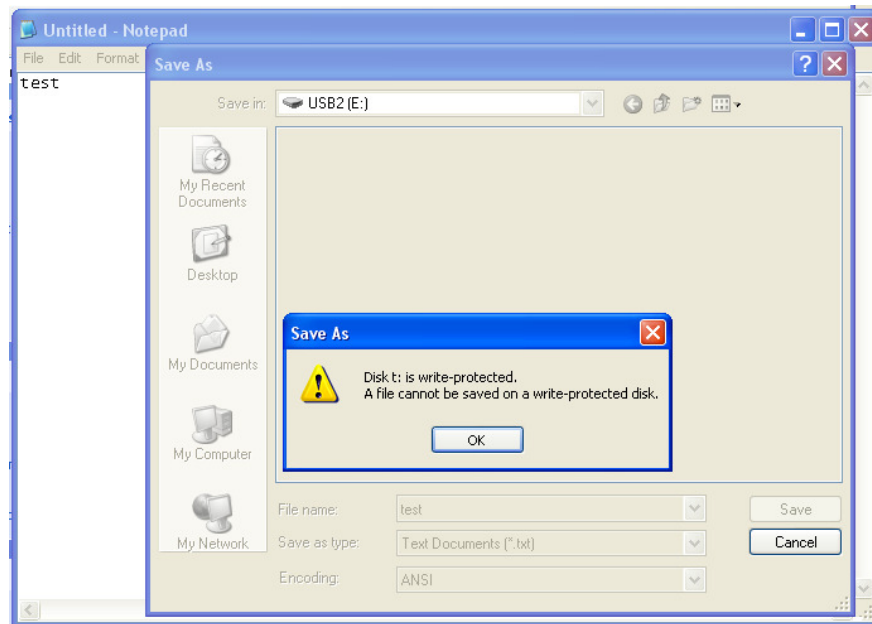 Untitled - Notepad
File Edit Format
Save As
test
Save in: USB2 (E:)
My Recent
Documents
Desktop
My Documents
My Computer
My Network
Save As
Disk t: is write-protected.
A file cannot be saved on a write-protected disk.
OK
File name: test Save
Save as type: Text Documents (*.txt) Cancel
Encoding: ANSI